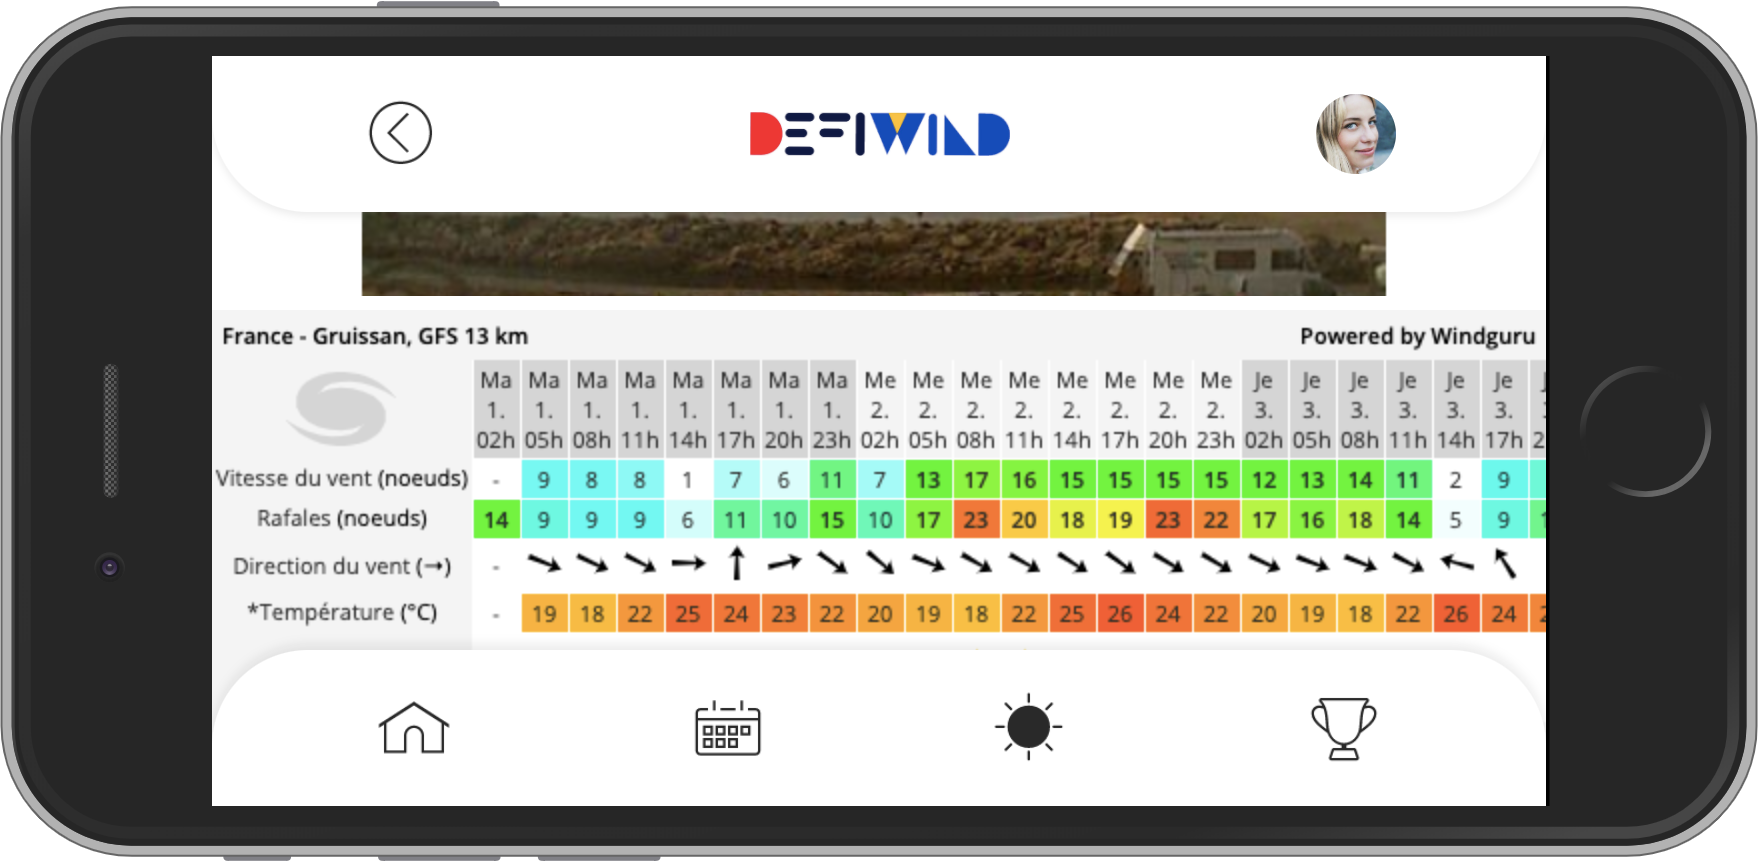 DEFIWIND
France - Gruissan, GFS 13 km Powered by Windguru
Ma Ma Ma Ma Ma Ma Ma Ma Me Me Me Me Me Me Me Me Je Je Je Je Je Je
1. 1. 1. 1. 1. 1. 1. 1. 2. 2. 2. 2. 2. 2. 2. 2. 3. 3. 3. 3. 3. 3.
02h 05h 08h 11h 14h 17h 20h 23h 02h 05h 08h 11h 14h 17h 20h 23h 02h 05h 08h 11h 14h 17h
Vitesse du vent (noeuds) - 9 8 8 1 7 6 11 7 13 17 16 15 15 15 15 12 13 14 11 2 9
Rafales (noeuds) 14 9 9 9 6 11 10 15 10 17 23 20 18 19 23 22 17 16 18 14 5 9
Direction du vent (→) -
*Température (°C) - 19 18 22 25 24 23 22 20 19 18 22 25 26 24 22 20 19 18 22 26 24